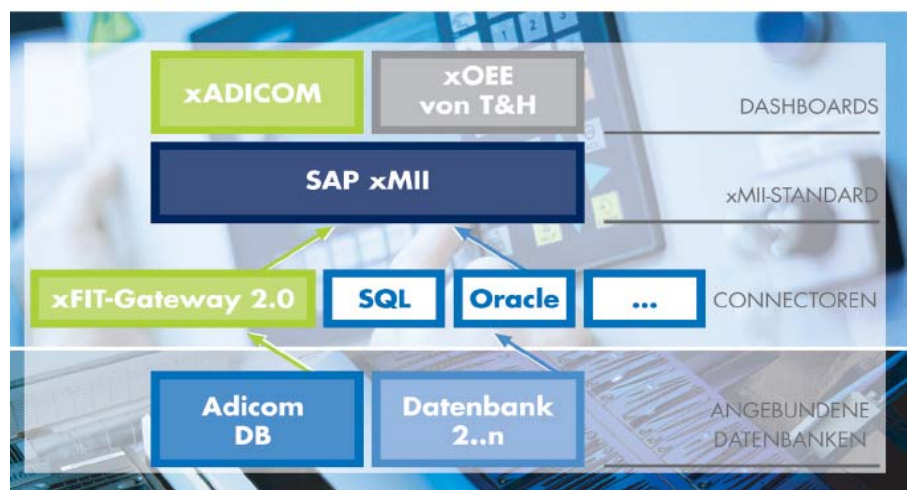 xADICOM
xOEE
von T&H
DASHBOARDS
SAP xMII
xMII-STANDARD
xFIT-Gateway 2.0
SQL
Oracle
...
CONNECTOREN
Adicom
DB
Datenbank
2..n
ANGEBUNDENE
DATENBANKEN